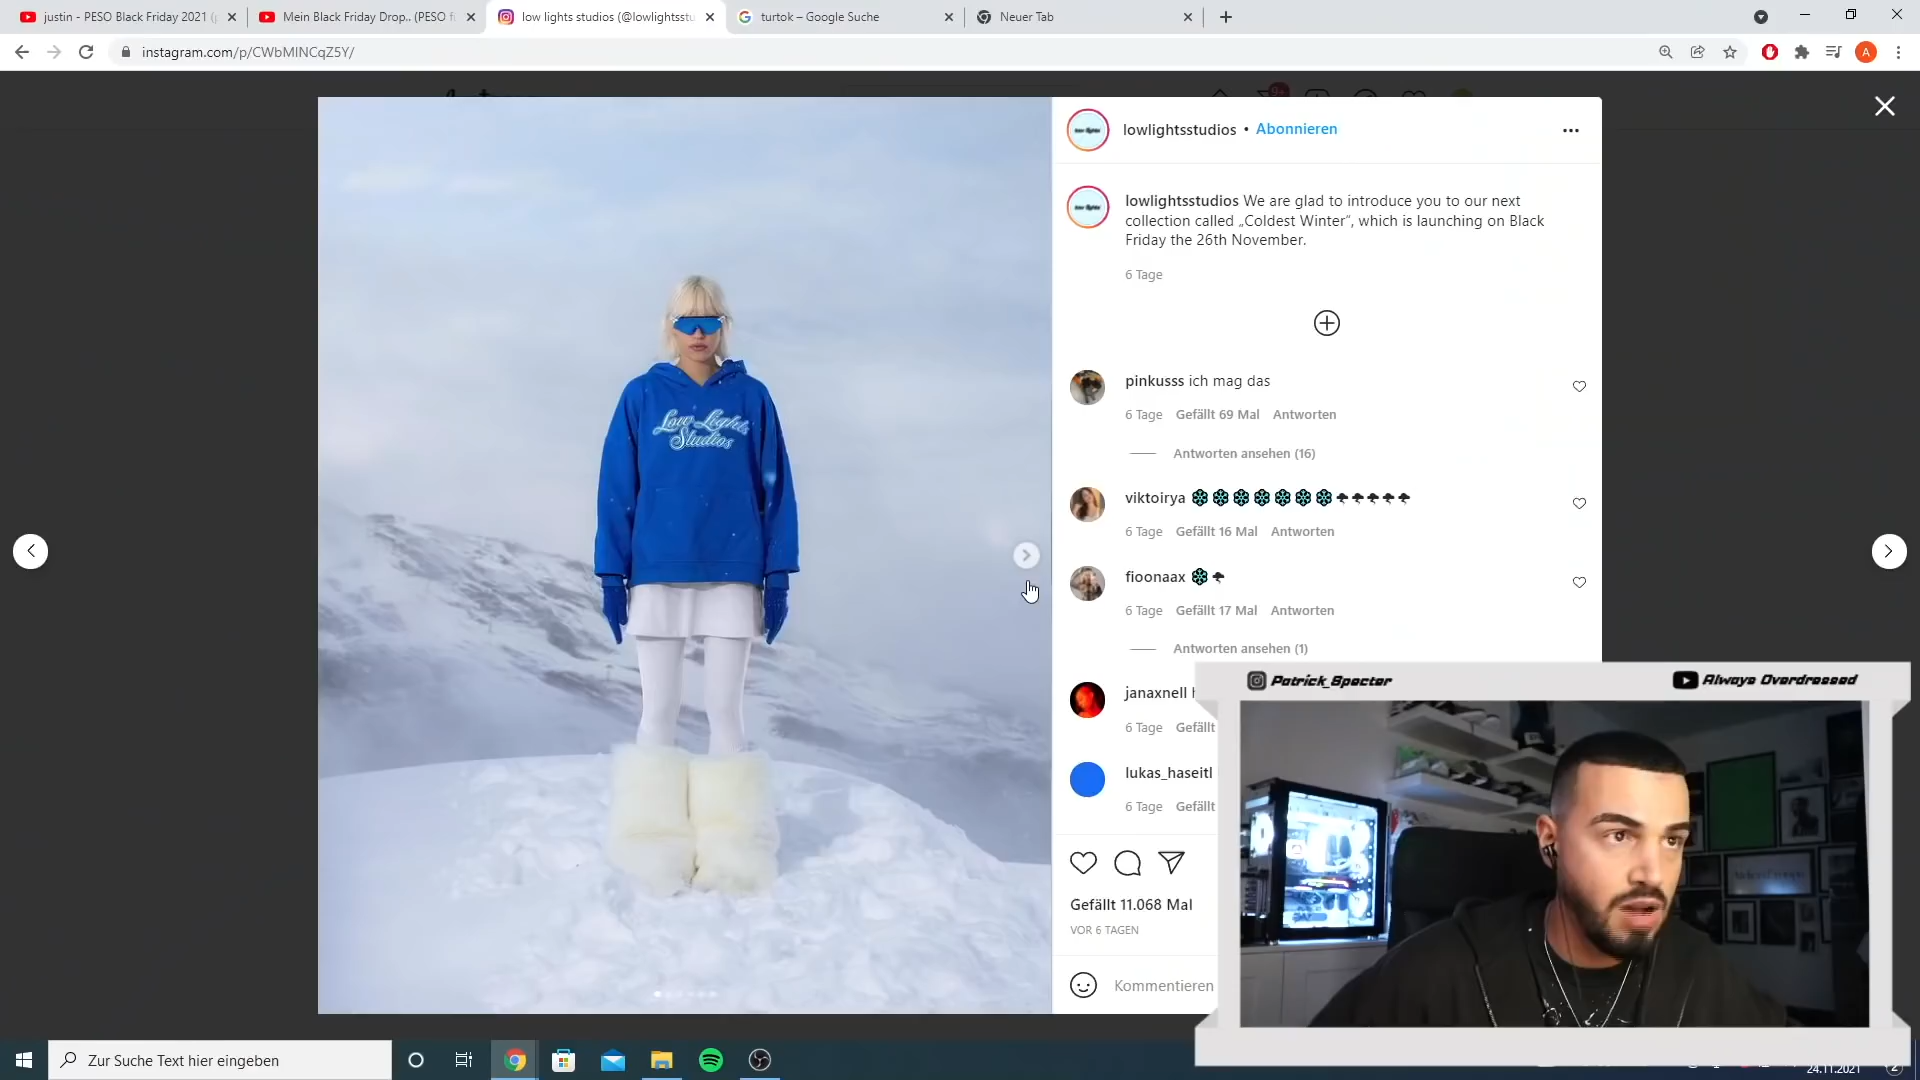 justin - PESO Black Friday 2021 (
Mein Black Friday Drop.. (PESO f
low lights studios (@lowlightsstu
turtok – Google Suche
Neuer Tab
instagram.com/p/CWbMINCqZ5Y/
lowlightsstudios • Abonnieren
lowlightsstudios We are glad to introduce you to our next
collection called „Coldest Winter“, which is launching on Black
Friday the 26th November.
6 Tage
pinkusss ich mag das
6 Tage Gefällt 69 Mal Antworten
Antworten ansehen (16)
viktoirya
6 Tage Gefällt 16 Mal Antworten
fioonaax
6 Tage Gefällt 17 Mal Antworten
Antworten ansehen (1)
janaxnell
6 Tage Gefällt
lukas_haseitl
6 Tage Gefällt
Gefällt 11.068 Mal
VOR 6 TAGEN
Kommentieren
Low Lights
Studios
Patrick_Specter
Always Overdressed
Zur Suche Text hier eingeben
24.11.2021